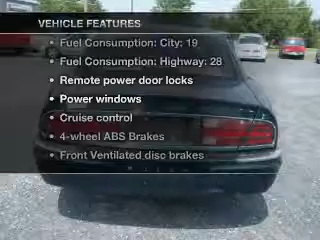 VEHICLE FEATURES
Fuel Consumption: City: 19
Fuel Consumption: Highway: 28
Remote power door locks
Power windows
Cruise control
4-wheel ABS Brakes
Front Ventilated disc brakes